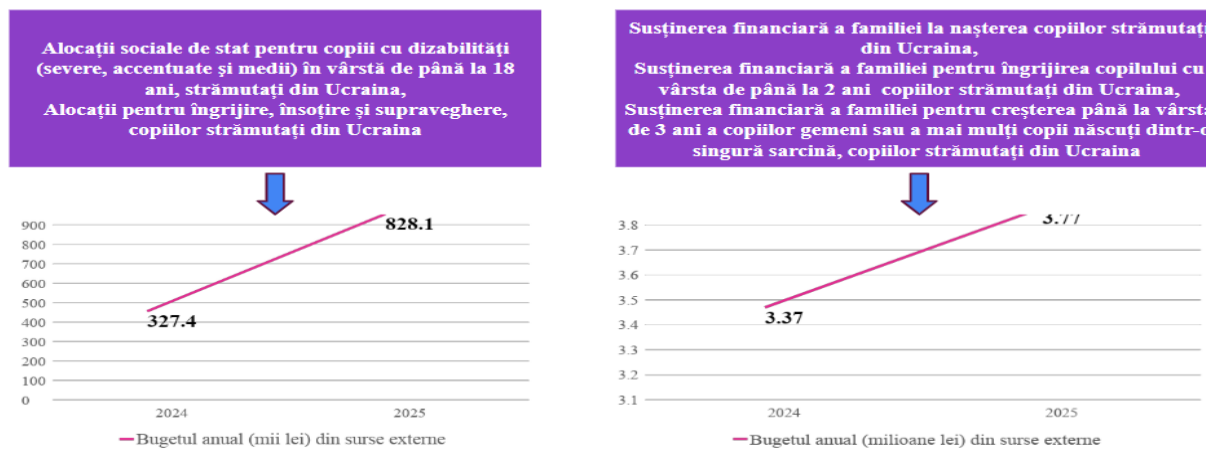 Alocații sociale de stat pentru copiii cu dizabilități
(severe, accentuate și medii) în vârstă de până la 18
ani, strămutați din Ucraina,
Alocații pentru îngrijire, însoțire și supraveghere,
copiilor strămutați din Ucraina
900
800
700
600
500
400
300
200
100
0
828.1
327.4
2024
2025
Bugetul anual (mii lei) din surse externe
Susținerea financiară a familiei la nașterea copiilor strămutați
din Ucraina,
Susținerea financiară a familiei pentru îngrijirea copilului cu
vârsta de până la 2 ani copiilor strămutați din Ucraina,
Susținerea financiară a familiei pentru creșterea până la vârsta
de 3 ani a copiilor gemeni sau a mai mulți copii născuți dintr-o
singură sarcină, copiilor strămutați din Ucraina
3.8
3.7
3.6
3.5
3.4
3.3
3.2
3.1
3.77
3.37
2024
2025
Bugetul anual (milioane lei) din surse externe